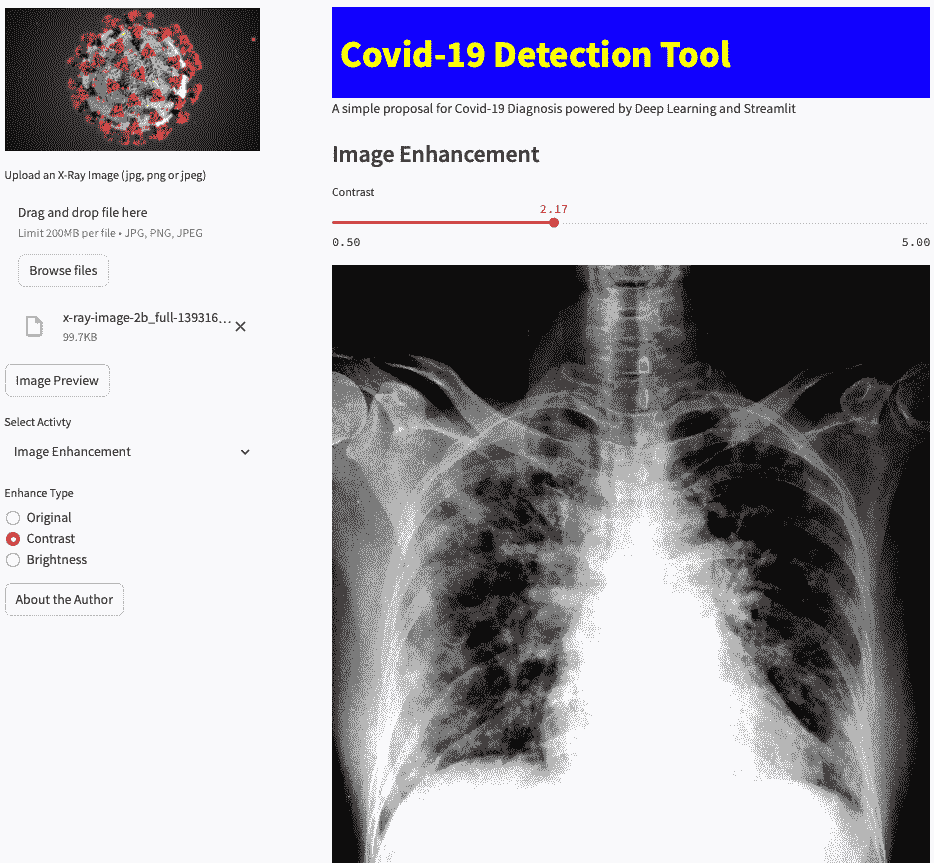 Upload an X-Ray Image (jpg, png or jpeg)
Drag and drop file here
Limit 200MB per file • JPG, PNG, JPEG
Browse files
x-ray-image-2b_full-139316...
99.7KB
Image Preview
Select Activty
Image Enhancement
Enhance Type
Original
Contrast
Brightness
About the Author
Covid-19 Detection Tool
A simple proposal for Covid-19 Diagnosis powered by Deep Learning and Streamlit
Image Enhancement
Contrast
2.17
0.50 5.00